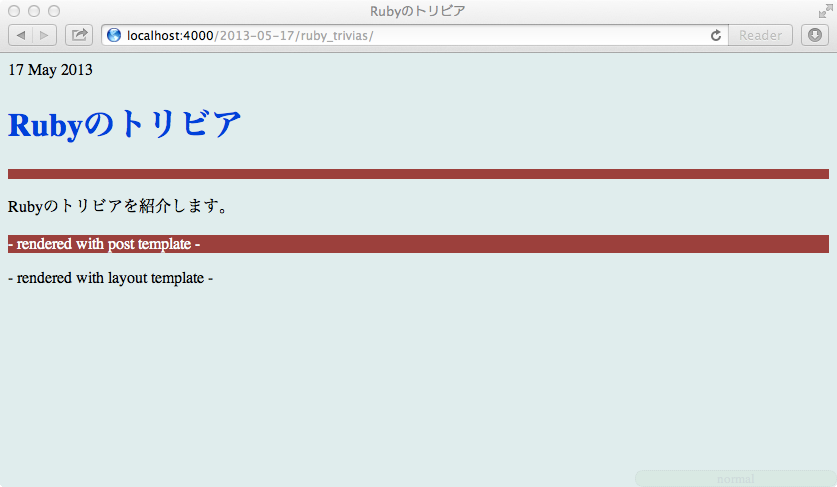 Rubyのトリビア
localhost:4000/2013-05-17/ruby_trivias/
Reader
17 May 2013
Rubyのトリビア
Rubyのトリビアを紹介します。
- rendered with post template -
- rendered with layout template -
normal